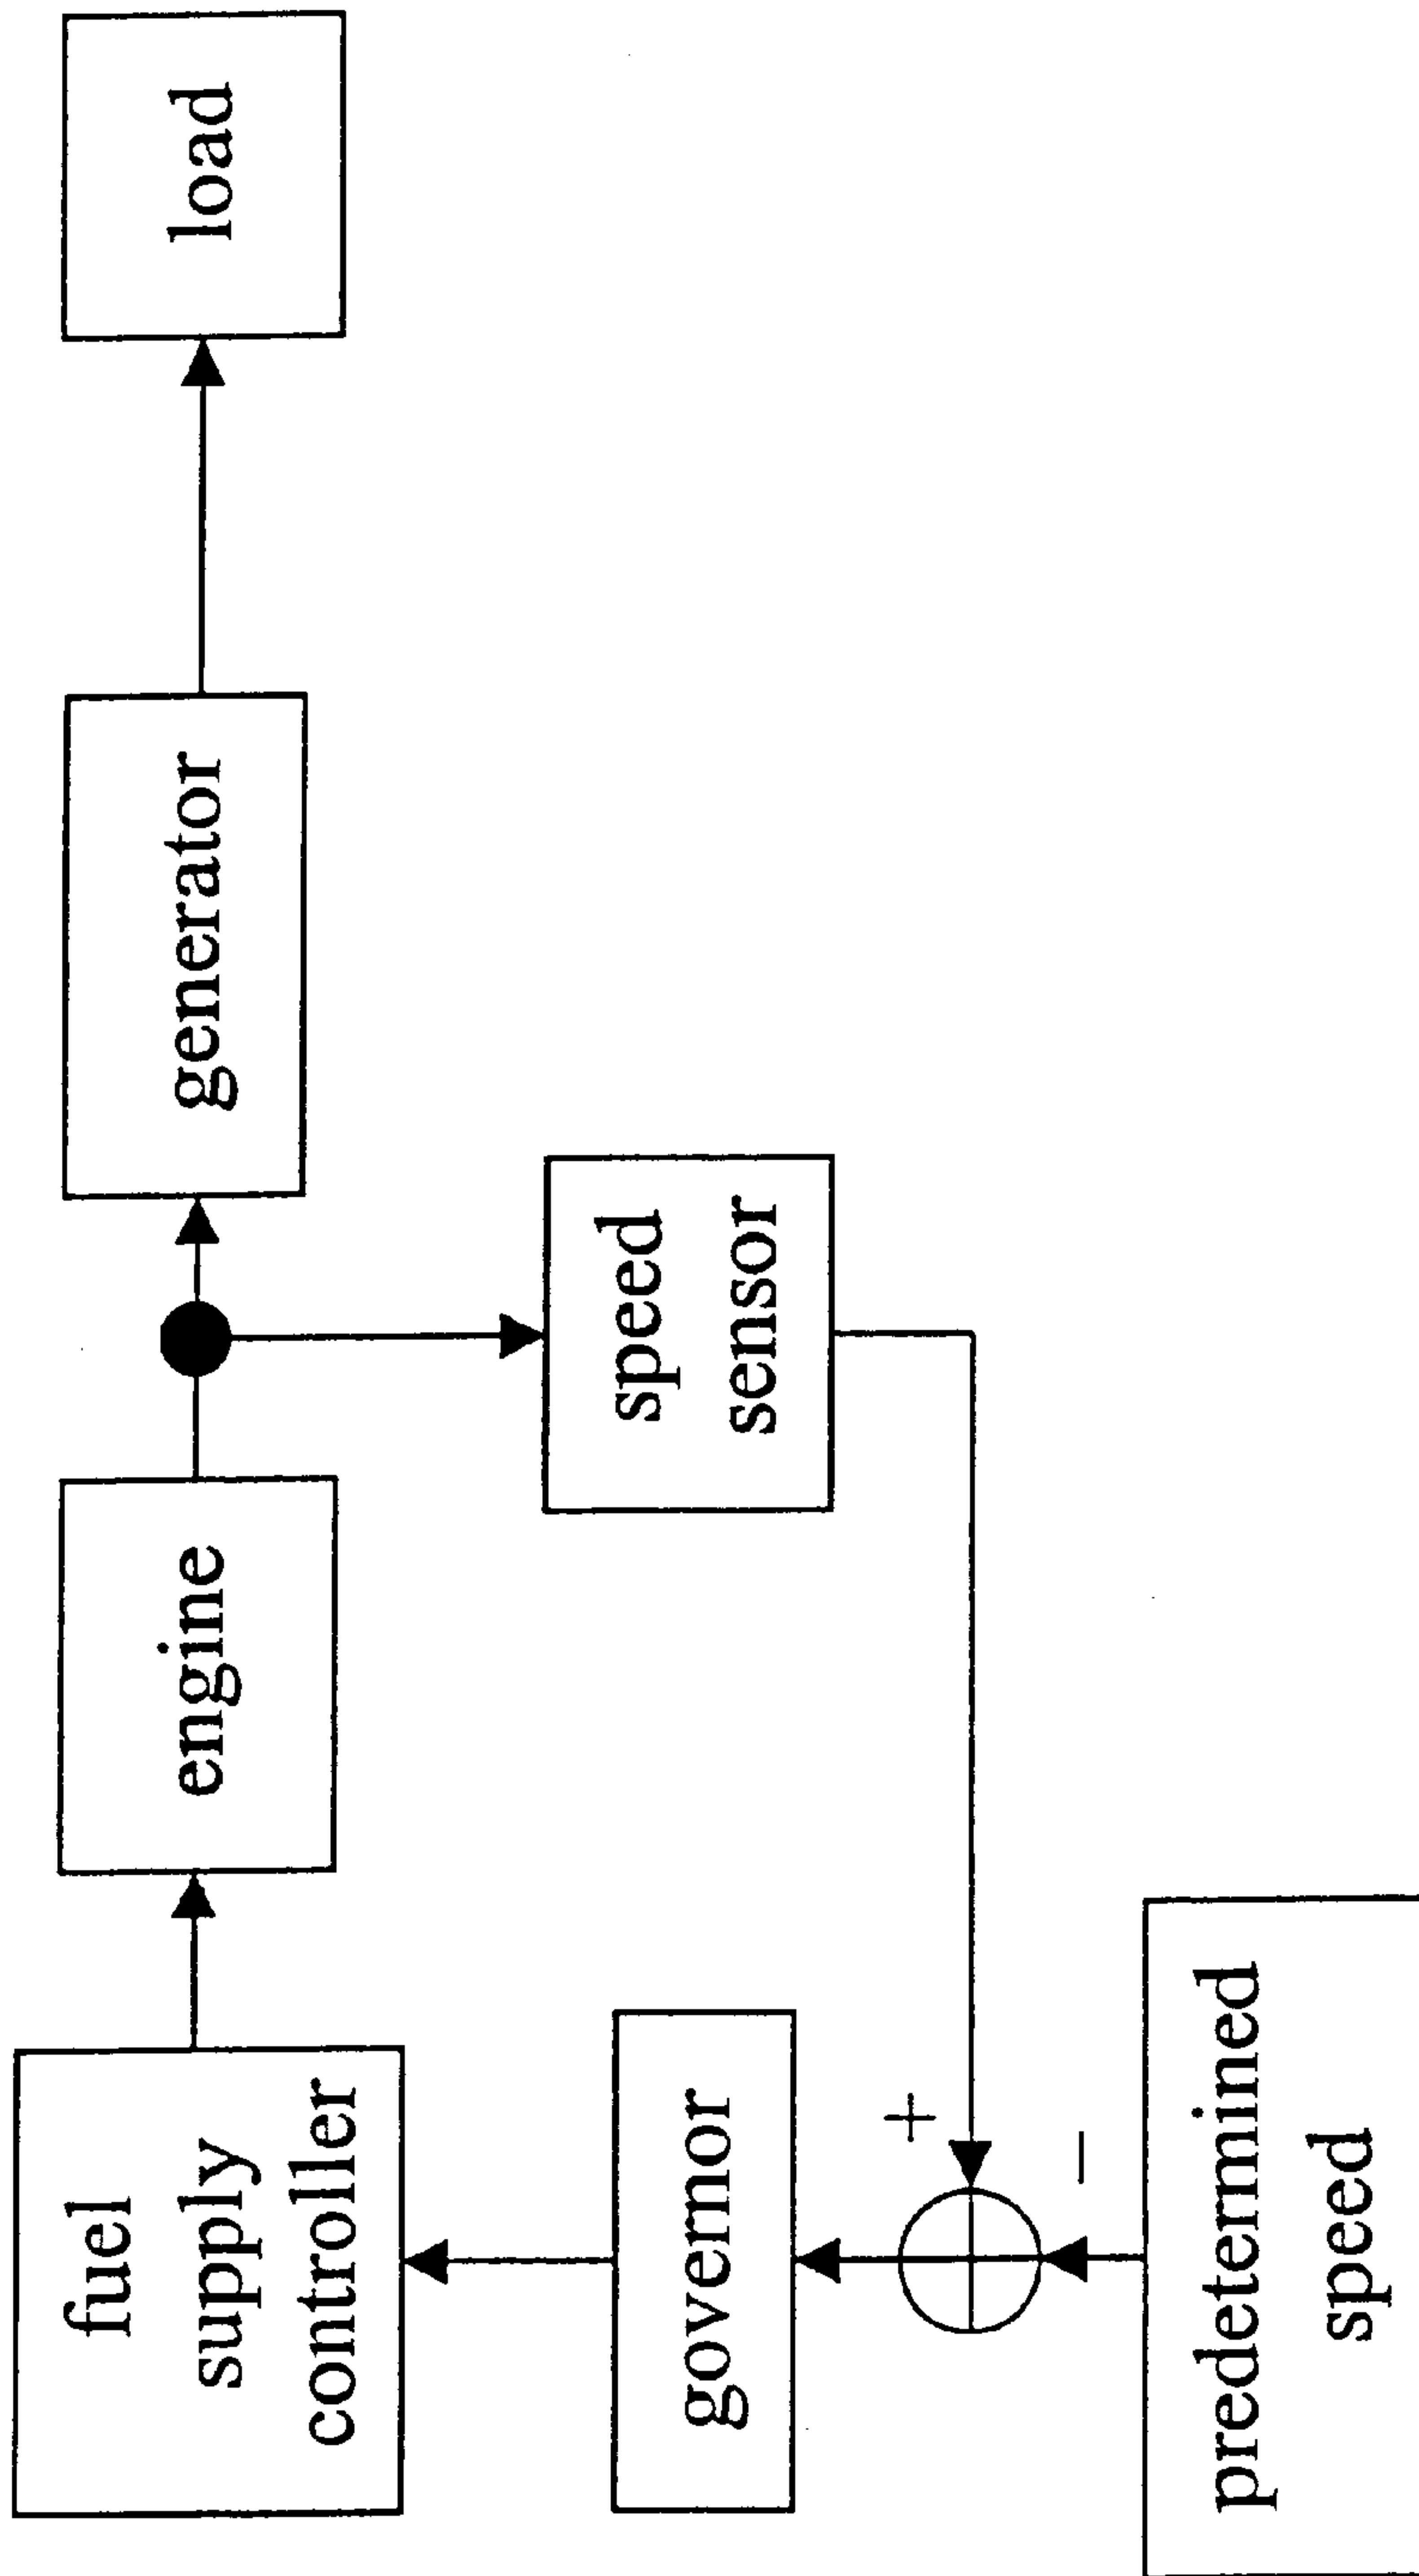 fuel
supply
controller
engine
generator
load
governor
speed
sensor
+
−
predetermined
speed